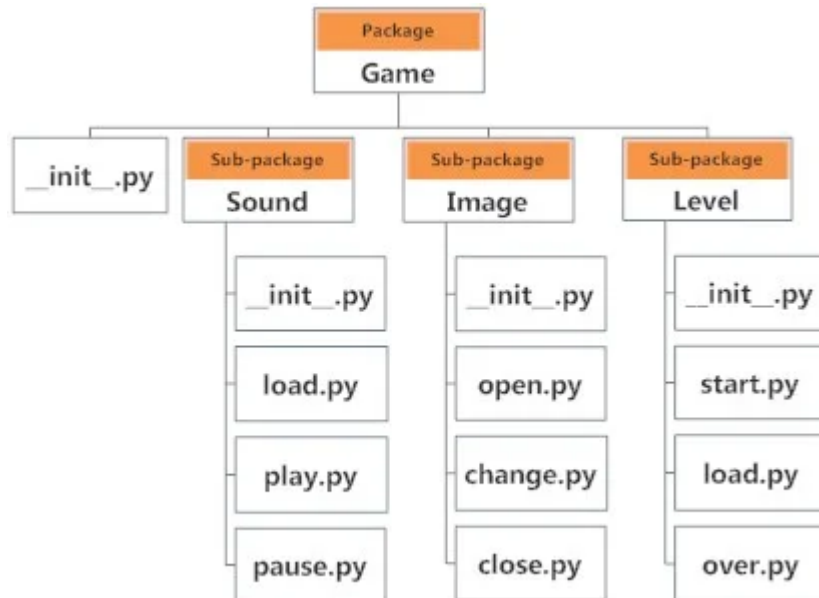 Package
Game
__init__.py
Sub-package
Sound
Sub-package
Image
Sub-package
Level
__init__.py
load.py
play.py
pause.py
__init__.py
open.py
change.py
close.py
__init__.py
start.py
load.py
over.py